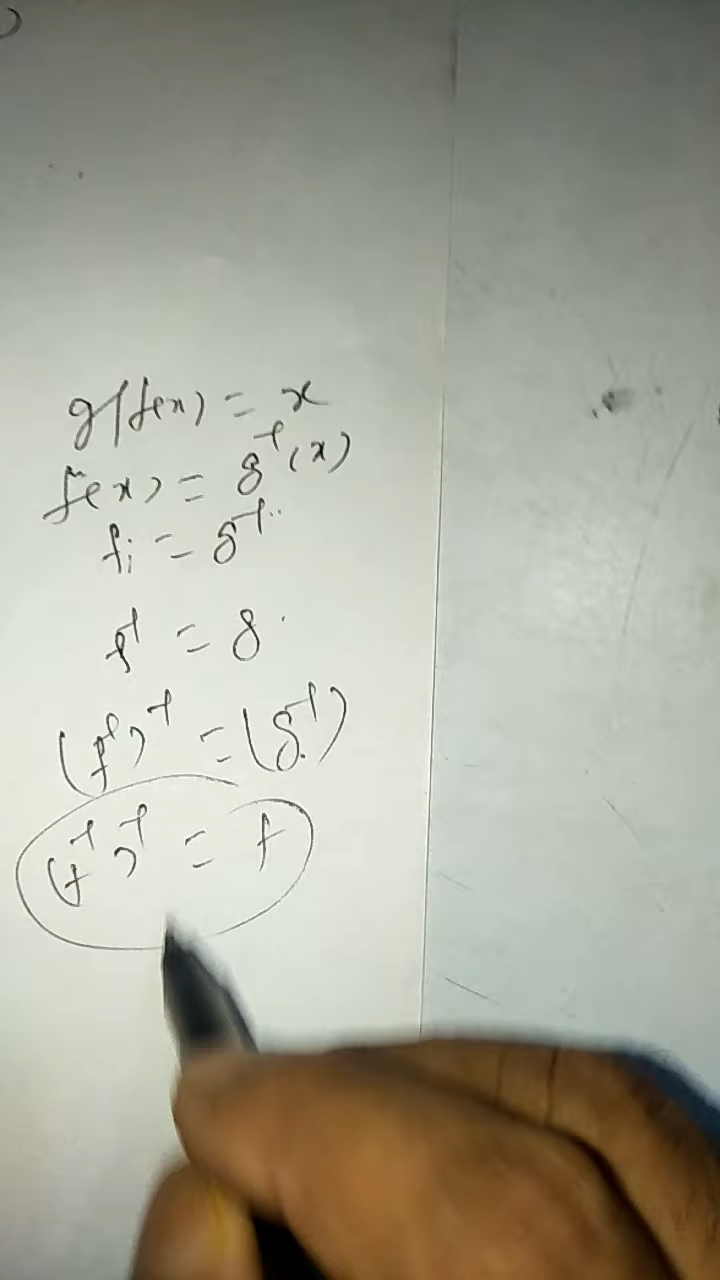 g(f(x)) = x
f(x) = g⁻¹(x)
f = g⁻¹
f⁻¹ = g
(f⁻¹)⁻¹ = (g⁻¹)
(f⁻¹)⁻¹ = f